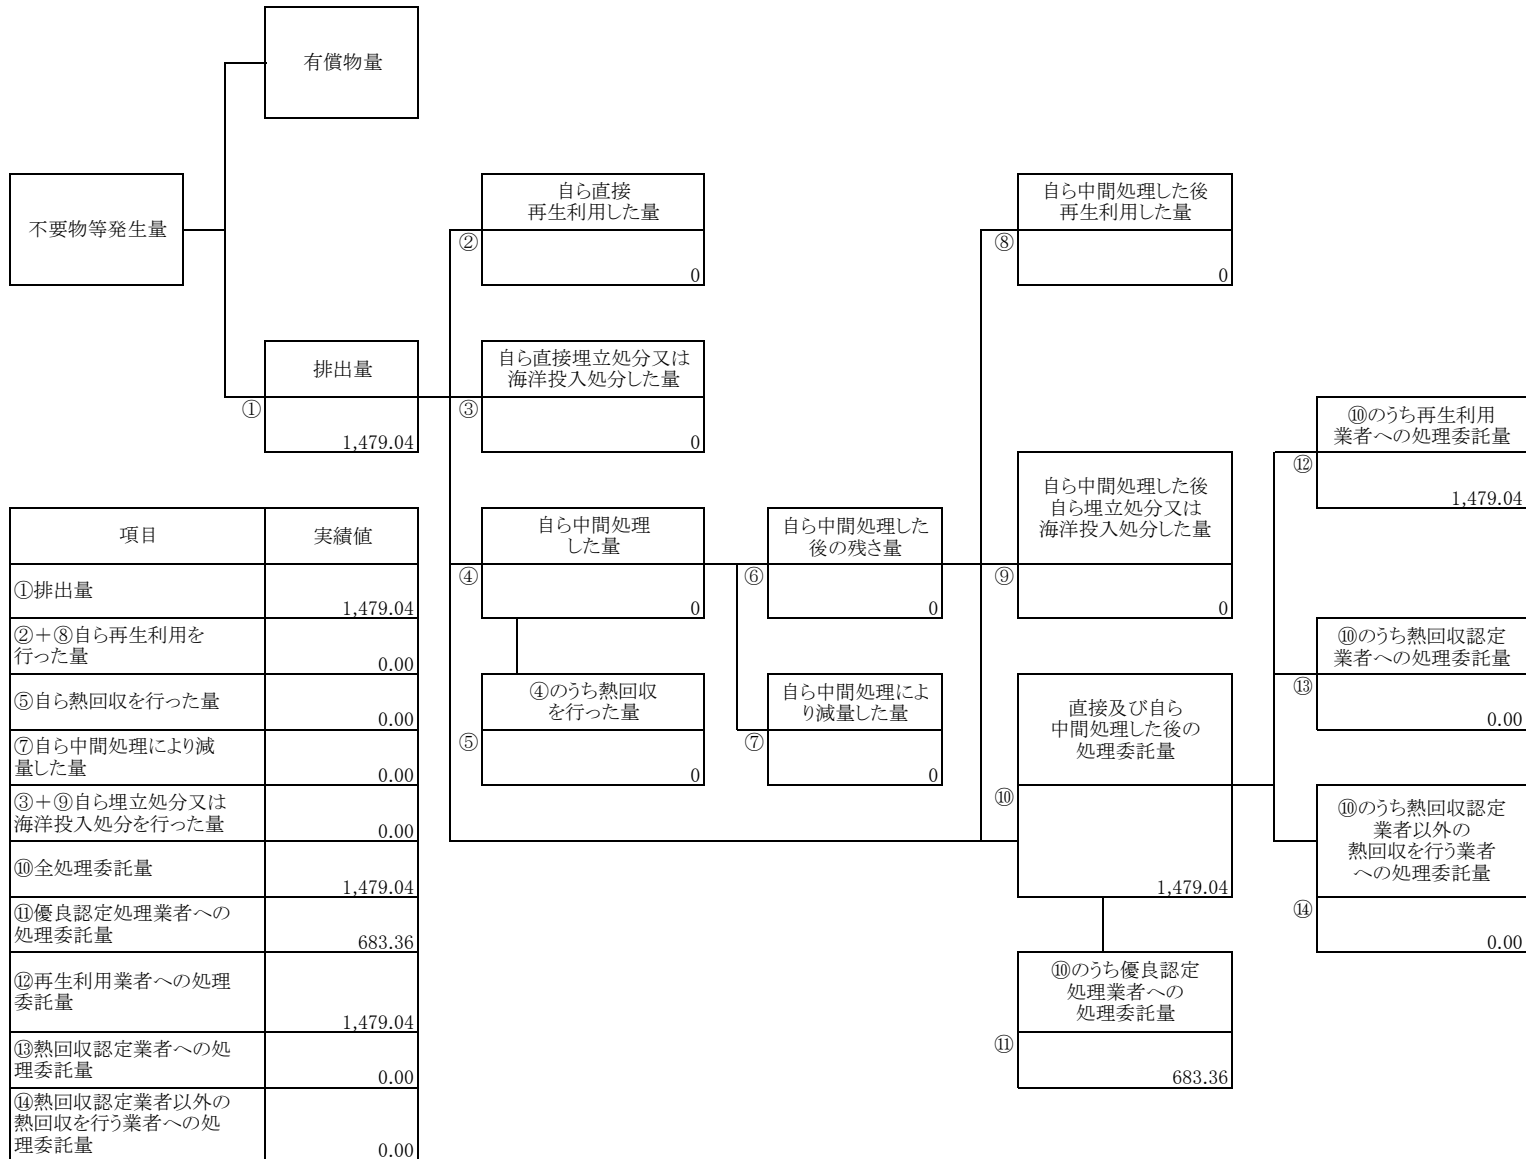 有償物量
不要物等発生量
自ら直接
再生利用した量
②
0
自ら中間処理した後
再生利用した量
⑧
0
排出量
①
1,479.04
自ら直接埋立処分又は
海洋投入処分した量
③
0
⑩のうち再生利用
業者への処理委託量
⑫
1,479.04
自ら中間処理した後
自ら埋立処分又は
海洋投入処分した量
⑨
0
自ら中間処理
した量
④
0
自ら中間処理した
後の残さ量
⑥
0
⑩のうち熱回収認定
業者への処理委託量
⑬
0.00
④のうち熱回収
を行った量
⑤
0
自ら中間処理によ
り減量した量
⑦
0
直接及び自ら
中間処理した後の
処理委託量
⑩
1,479.04
⑩のうち熱回収認定
業者以外の
熱回収を行う業者
への処理委託量
⑭
0.00
⑩のうち優良認定
処理業者への
処理委託量
⑪
683.36
項目 実績値
①排出量
1,479.04
②+⑧自ら再生利用を
行った量
0.00
⑤自ら熱回収を行った量
0.00
⑦自ら中間処理により減
量した量
0.00
③+⑨自ら埋立処分又は
海洋投入処分を行った量
0.00
⑩全処理委託量
1,479.04
⑪優良認定処理業者への
処理委託量
683.36
⑫再生利用業者への処理
委託量
1,479.04
⑬熱回収認定業者への処
理委託量
0.00
⑭熱回収認定業者以外の
熱回収を行う業者への処
理委託量
0.00